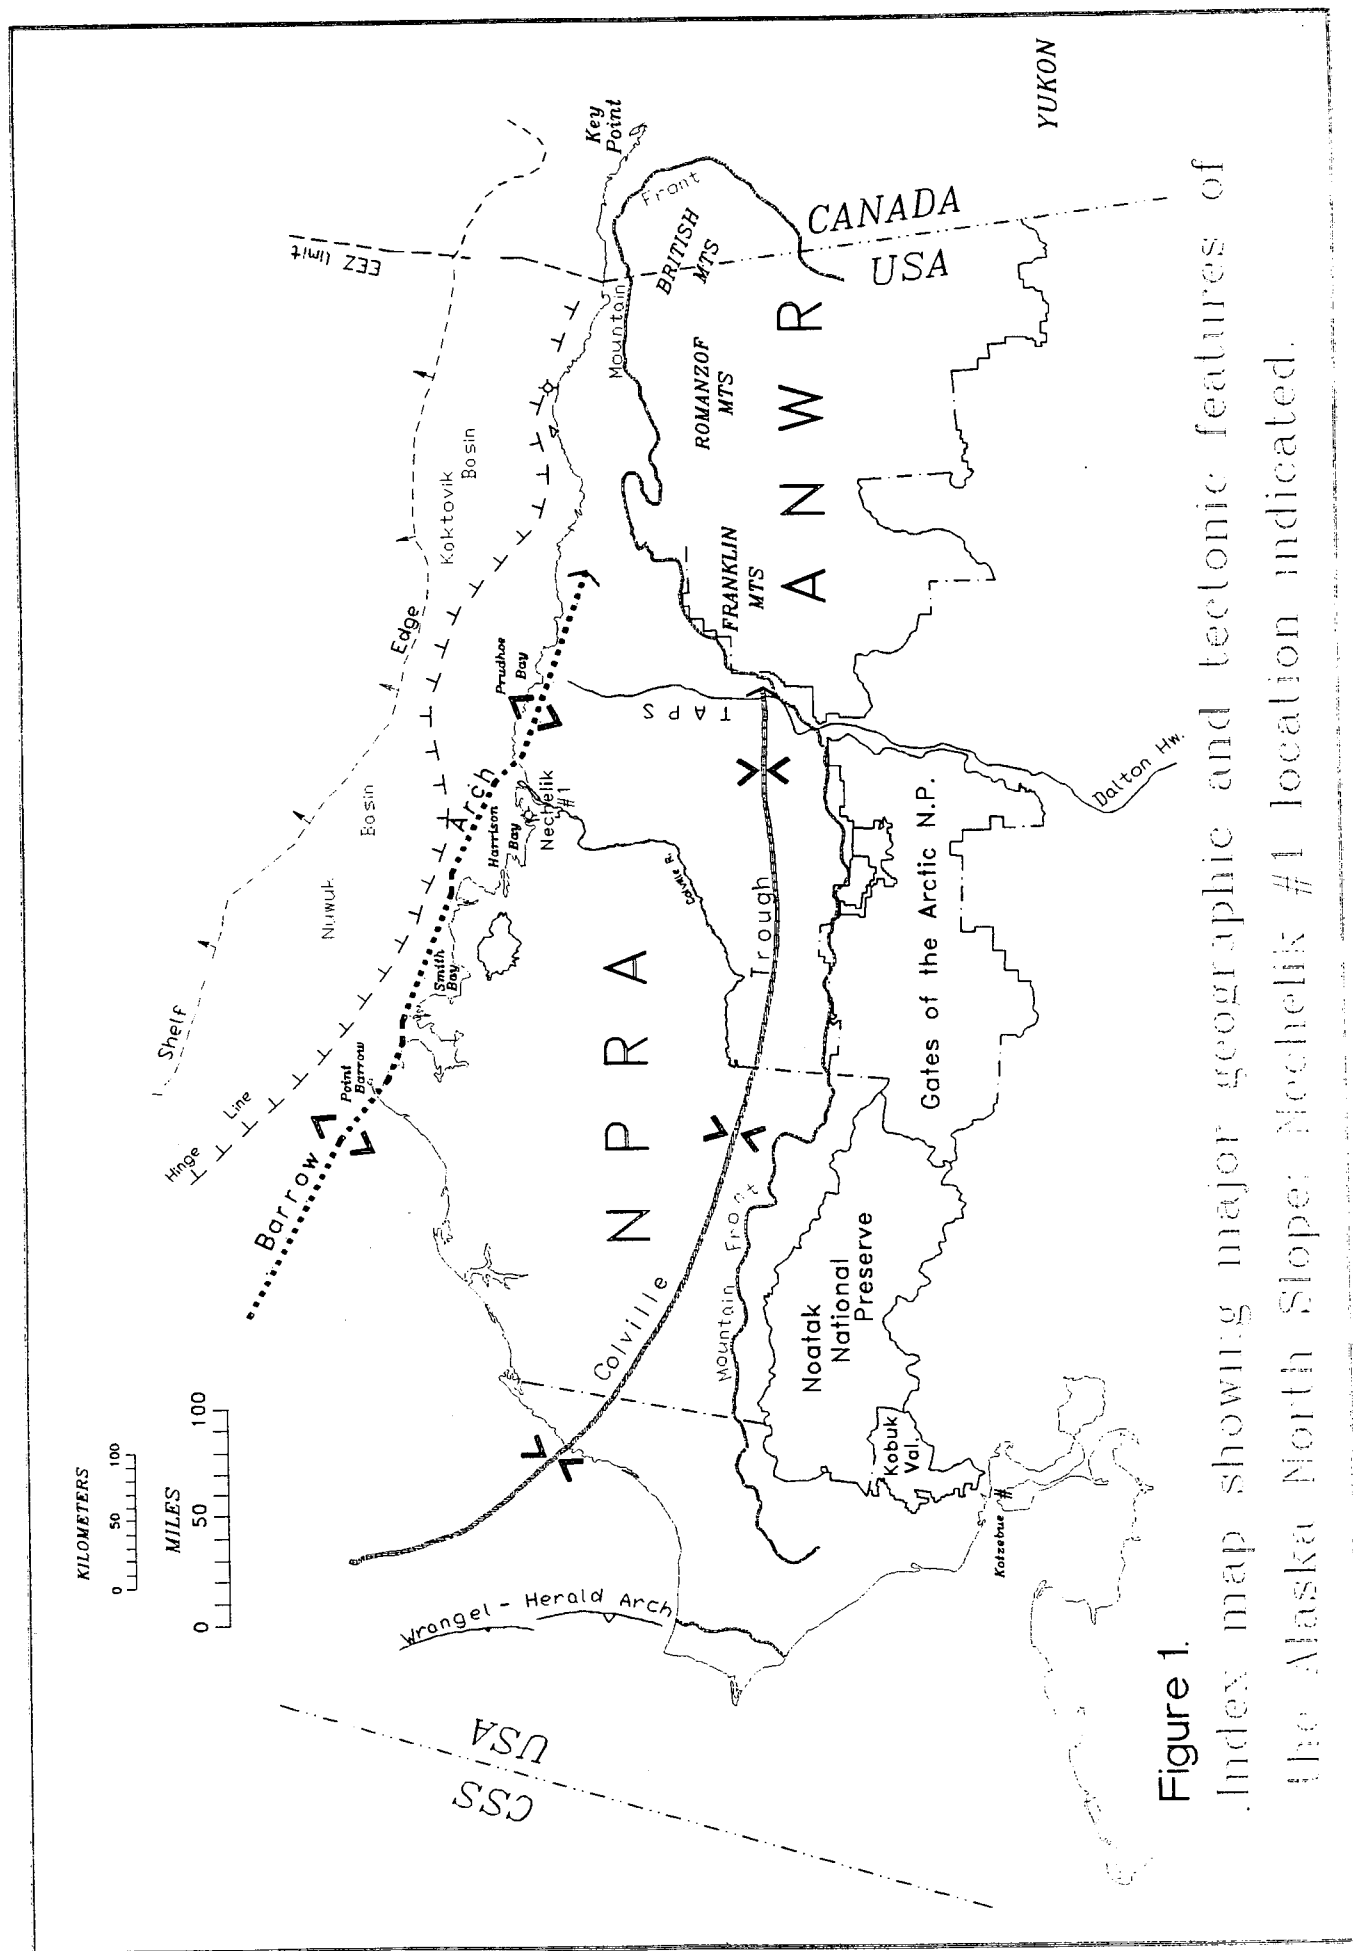 KILOMETERS
0 50 100
MILES
0 50 100
Shelf
Edge
Hinge
Line
Nuwuk
Basin
Kaktovik
Basin
EEZ limit
Barrow
Arch
Point
Barrow
Smith
Bay
Harrison
Bay
Prudhoe
Bay
Nechelik
#1
Key
Point
Mountain
Front
BRITISH
MTS
ROMANZOF
MTS
FRANKLIN
MTS
CANADA
USA
YUKON
N P R A
A N W R
T A P S
Colville R.
Colville
Trough
Mountain Front
Wrangel - Herald Arch
Noatak
National
Preserve
Kobuk
Val.
Gates of the Arctic N.P.
Dalton Hw.
Kotzebue
#
USA
CSS
Figure 1.
.Index map showing major geographic and tectonic features of
the Alaska North Slope: Nechelik #1 location indicated.